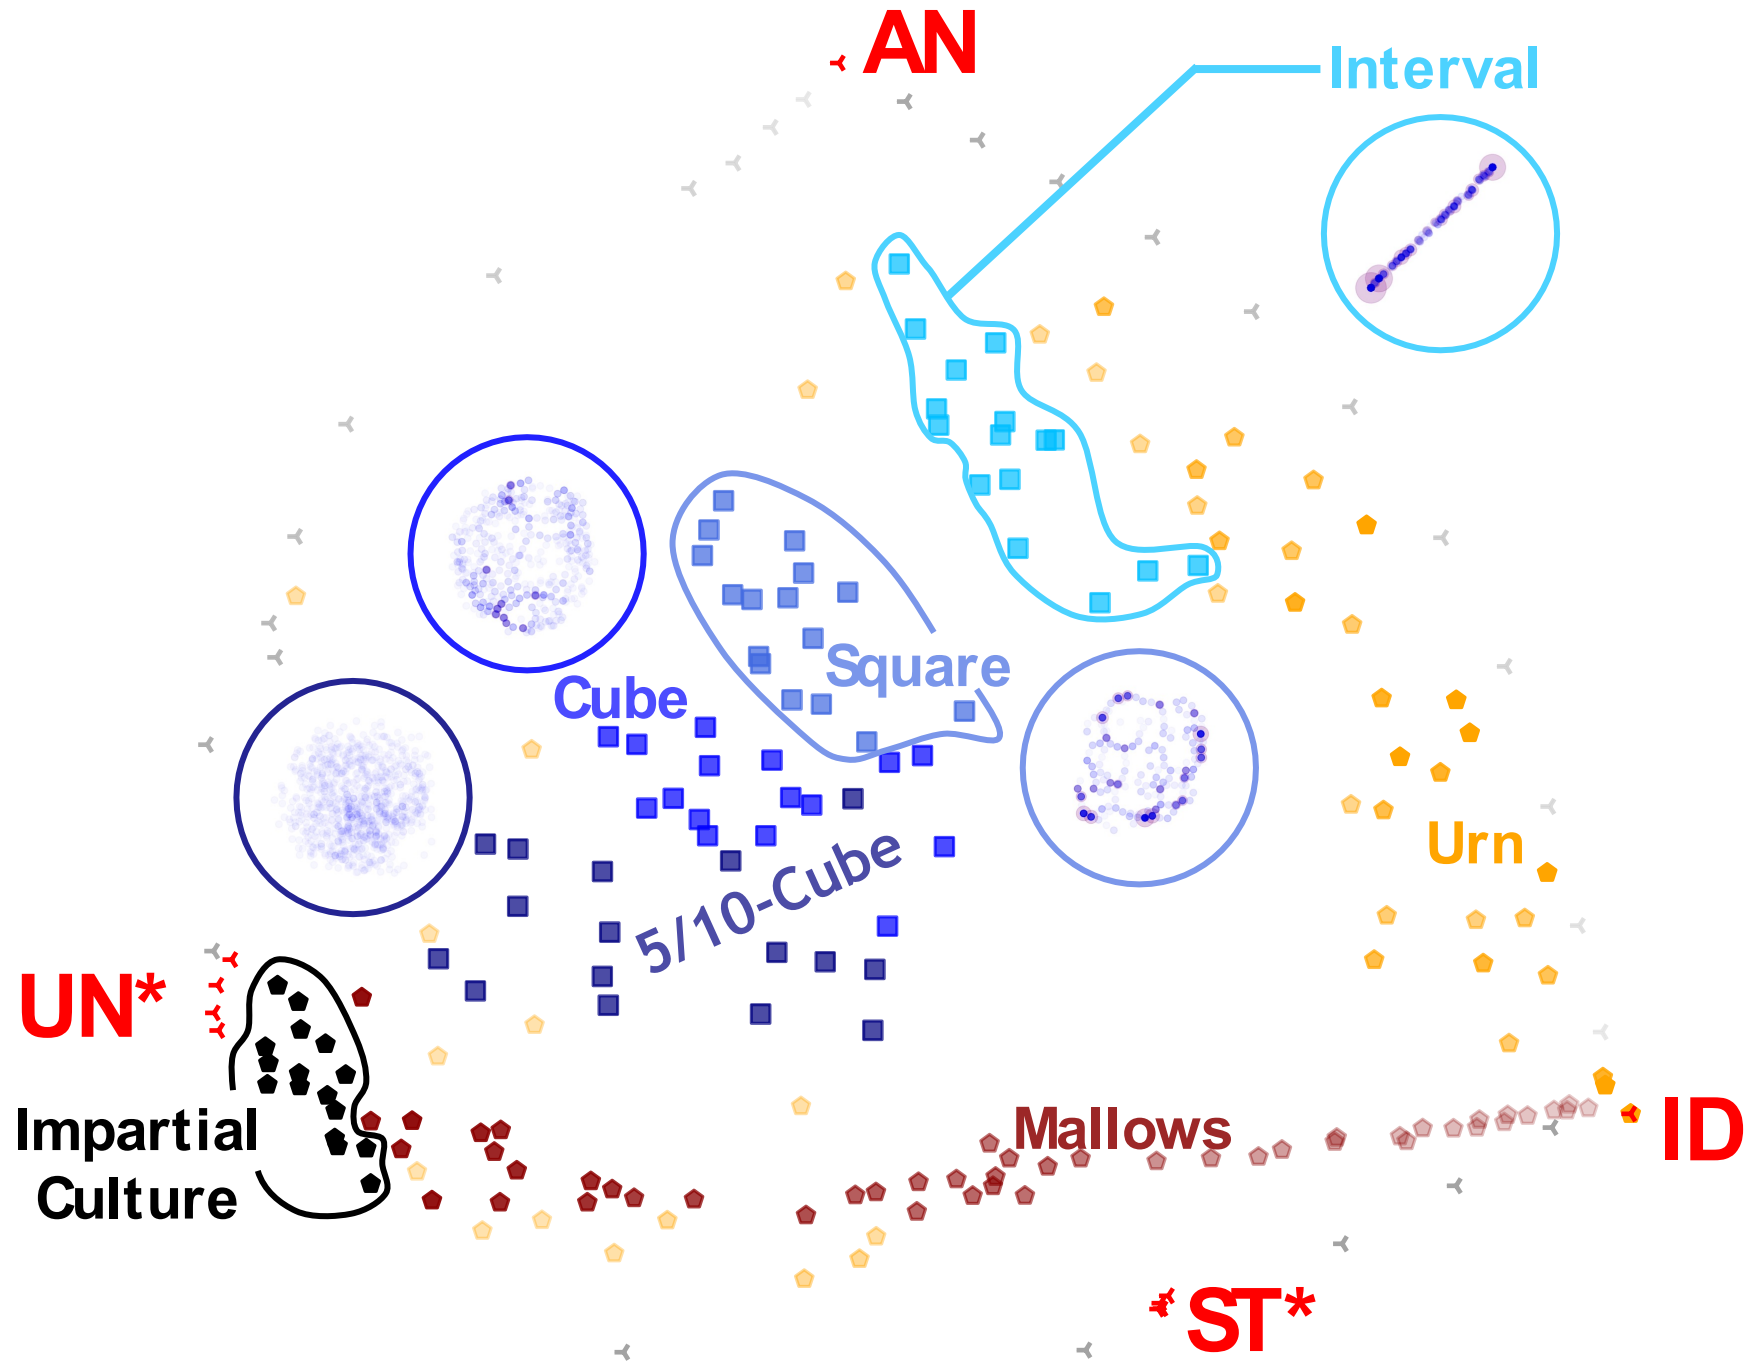 AN
Interval
Square
Cube
5/10-Cube
Urn
UN*
Impartial
Culture
Mallows
ID
ST*